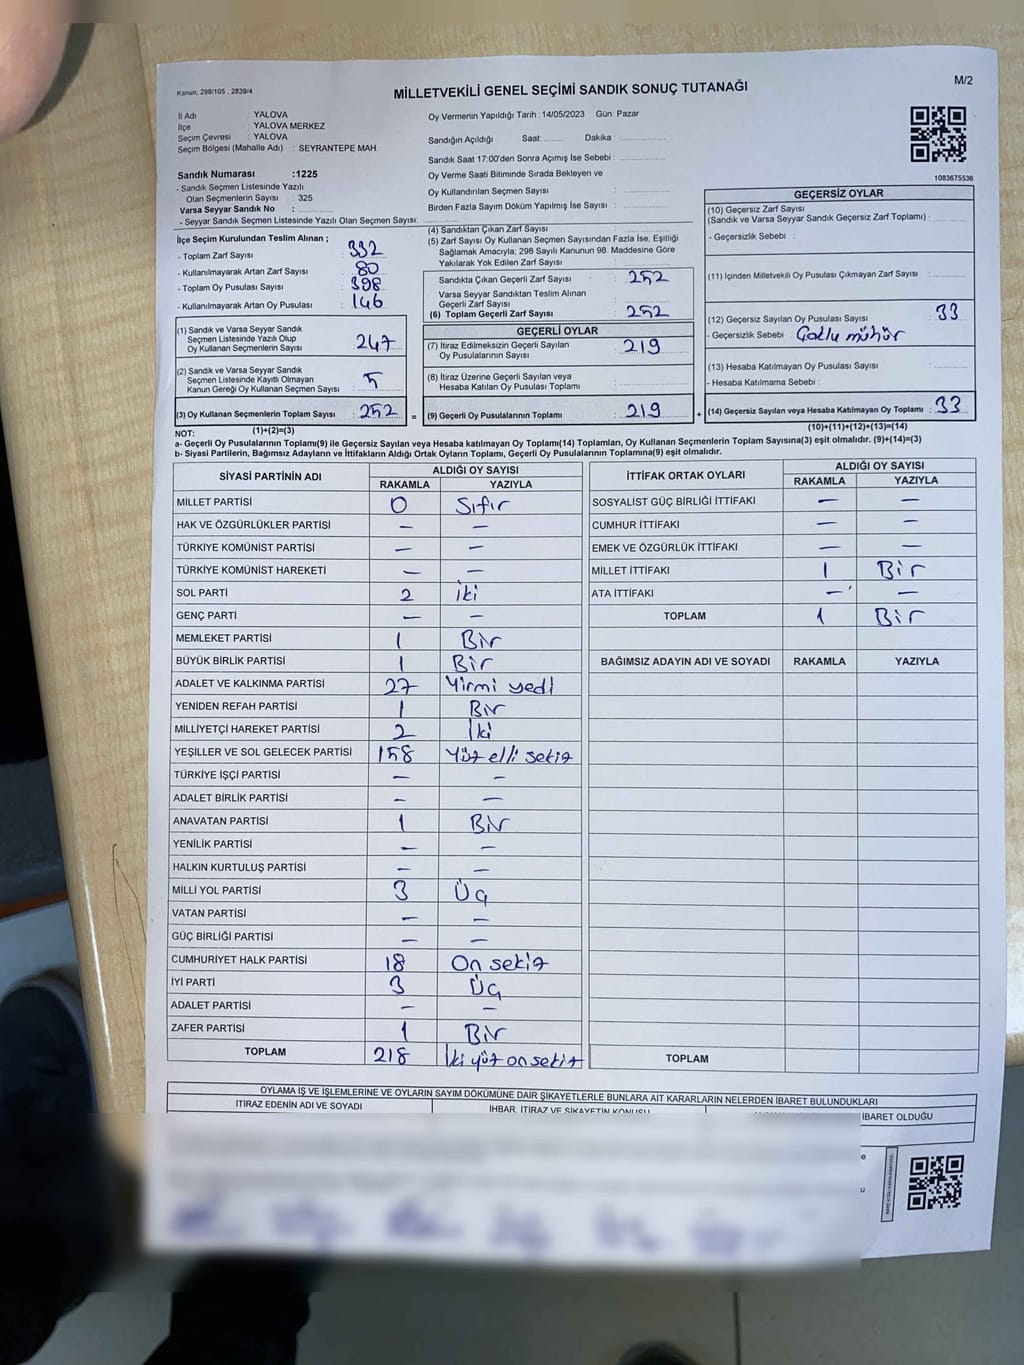 Kanun, 298/105 , 2839/4
MİLLETVEKİLİ GENEL SEÇİMİ SANDIK SONUÇ TUTANAĞI
M/2
İl Adı : YALOVA
İlçe : YALOVA MERKEZ
Seçim Çevresi : YALOVA
Seçim Bölgesi (Mahalle Adı) : SEYRANTEPE MAH.
Sandık Numarası :1225
- Sandık Seçmen Listesinde Yazılı
Olan Seçmenlerin Sayısı : 325
Varsa Seyyar Sandık No :
- Seyyar Sandık Seçmen Listesinde Yazılı Olan Seçmen Sayısı:
Oy Vermenin Yapıldığı Tarih :14/05/2023 Gün: Pazar
Sandığın Açıldığı Saat: Dakika :
Sandık Saat 17:00'den Sonra Açımış İse Sebebi :
Oy Verme Saati Bitiminde Sırada Bekleyen ve
Oy Kullandırılan Seçmen Sayısı :
Birden Fazla Sayım Döküm Yapılmış İse Sayısı :
1083675536
İlçe Seçim Kurulundan Teslim Alınan ;
- Toplam Zarf Sayısı : 332
- Kullanılmayarak Artan Zarf Sayısı : 80
- Toplam Oy Pusulası Sayısı : 398
- Kullanılmayarak Artan Oy Pusulası : 146
(1) Sandık ve Varsa Seyyar Sandık
Seçmen Listesinde Yazılı Olup
Oy Kullanan Seçmenlerin Sayısı : 247
(2) Sandık ve Varsa Seyyar Sandık
Seçmen Listesinde Kayıtlı Olmayan
Kanun Gereği Oy Kullanan Seçmen Sayısı : 5
(3) Oy Kullanan Seçmenlerin Toplam Sayısı : 252 =
(4) Sandıktan Çıkan Zarf Sayısı :
(5) Zarf Sayısı Oy Kullanan Seçmen Sayısından Fazla İse, Eşitliği
Sağlamak Amacıyla; 298 Sayılı Kanunun 98. Maddesine Göre
Yakılarak Yok Edilen Zarf Sayısı :
Sandıkta Çıkan Geçerli Zarf Sayısı : 252
Varsa Seyyar Sandıktan Teslim Alınan
Geçerli Zarf Sayısı :
(6) Toplam Geçerli Zarf Sayısı : 252
GEÇERLİ OYLAR
(7) İtiraz Edilmeksizin Geçerli Sayılan
Oy Pusulalarının Sayısı : 219
(8) İtiraz Üzerine Geçerli Sayılan veya
Hesaba Katılan Oy Pusulası Toplamı :
(9) Geçerli Oy Pusulalarının Toplamı : 219 +
GEÇERSİZ OYLAR
(10) Geçersiz Zarf Sayısı
(Sandık ve Varsa Seyyar Sandık Geçersiz Zarf Toplamı) :
- Geçersizlik Sebebi :
(11) İçinden Milletvekili Oy Pusulası Çıkmayan Zarf Sayısı :
(12) Geçersiz Sayılan Oy Pusulası Sayısı : 33
- Geçersizlik Sebebi : Çoklu mühür
(13) Hesaba Katılmayan Oy Pusulası Sayısı :
- Hesaba Katılmama Sebebi :
(14) Geçersiz Sayılan veya Hesaba Katılmayan Oy Toplamı : 33
NOT: (1)+(2)=(3) (10)+(11)+(12)+(13)=(14)
a- Geçerli Oy Pusulalarının Toplamı(9) ile Geçersiz Sayılan veya Hesaba katılmayan Oy Toplamı(14) Toplamları, Oy Kullanan Seçmenlerin Toplam Sayısına(3) eşit olmalıdır. (9)+(14)=(3)
b- Siyasi Partilerin, Bağımsız Adayların ve İttifakların Aldığı Ortak Oyların Toplamı, Geçerli Oy Pusulalarının Toplamına(9) eşit olmalıdır.
SİYASİ PARTİNİN ADI ALDIĞI OY SAYISI
RAKAMLA YAZIYLA
MİLLET PARTİSİ 0 Sıfır
HAK VE ÖZGÜRLÜKLER PARTİSİ — —
TÜRKİYE KOMÜNİST PARTİSİ — —
TÜRKİYE KOMÜNİST HAREKETİ — —
SOL PARTİ 2 İki
GENÇ PARTİ — —
MEMLEKET PARTİSİ 1 Bir
BÜYÜK BİRLİK PARTİSİ 1 Bir
ADALET VE KALKINMA PARTİSİ 27 Yirmi yedi
YENİDEN REFAH PARTİSİ 1 Bir
MİLLİYETÇİ HAREKET PARTİSİ 2 İki
YEŞİLLER VE SOL GELECEK PARTİSİ 158 Yüz elli sekiz
TÜRKİYE İŞÇİ PARTİSİ — —
ADALET BİRLİK PARTİSİ — —
ANAVATAN PARTİSİ 1 Bir
YENİLİK PARTİSİ — —
HALKIN KURTULUŞ PARTİSİ — —
MİLLİ YOL PARTİSİ 3 Üç
VATAN PARTİSİ — —
GÜÇ BİRLİĞİ PARTİSİ — —
CUMHURİYET HALK PARTİSİ 18 On sekiz
İYİ PARTİ 3 Üç
ADALET PARTİSİ — —
ZAFER PARTİSİ 1 Bir
TOPLAM 218 İki yüz on sekiz
İTTİFAK ORTAK OYLARI ALDIĞI OY SAYISI
RAKAMLA YAZIYLA
SOSYALİST GÜÇ BİRLİĞİ İTTİFAKI — —
CUMHUR İTTİFAKI — —
EMEK VE ÖZGÜRLÜK İTTİFAKI — —
MİLLET İTTİFAKI 1 Bir
ATA İTTİFAKI — —
TOPLAM 1 Bir
BAĞIMSIZ ADAYIN ADI VE SOYADI RAKAMLA YAZIYLA
TOPLAM
OYLAMA İŞ VE İŞLEMLERİNE VE OYLARIN SAYIM DÖKÜMÜNE DAİR ŞİKAYETLERLE BUNLARA AİT KARARLARIN NELERDEN İBARET BULUNDUKLARI
İTİRAZ EDENİN ADI VE SOYADI İHBAR, İTİRAZ VE ŞİKAYETİN KONUSU İBARET OLDUĞU